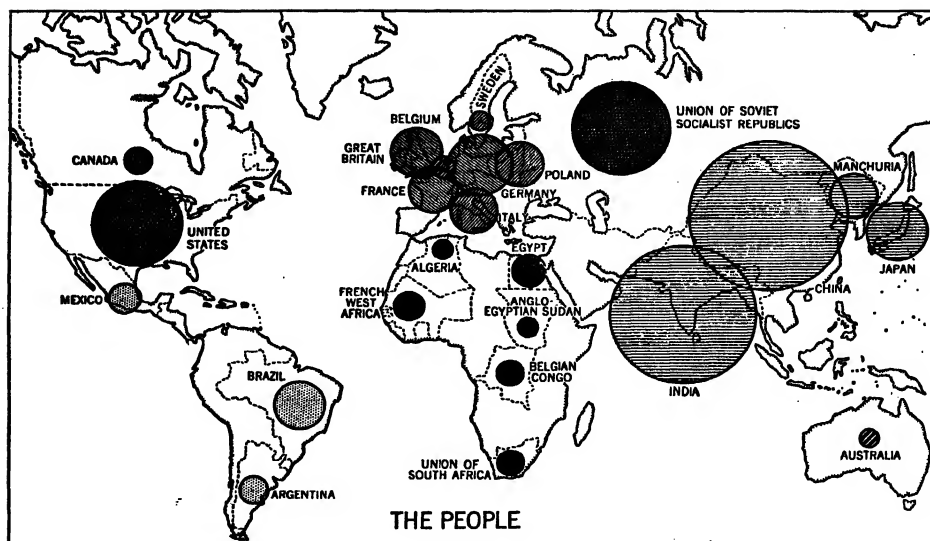 SWEDEN
BELGIUM
UNION OF SOVIET
SOCIALIST REPUBLICS
GREAT
BRITAIN
CANADA
MANCHURIA
POLAND
FRANCE
GERMANY
ITALY
UNITED
STATES
EGYPT
JAPAN
ALGERIA
MEXICO
FRENCH
WEST
AFRICA
ANGLO-
EGYPTIAN SUDAN
CHINA
BELGIAN
CONGO
BRAZIL
INDIA
AUSTRALIA
UNION OF
SOUTH AFRICA
ARGENTINA
THE PEOPLE